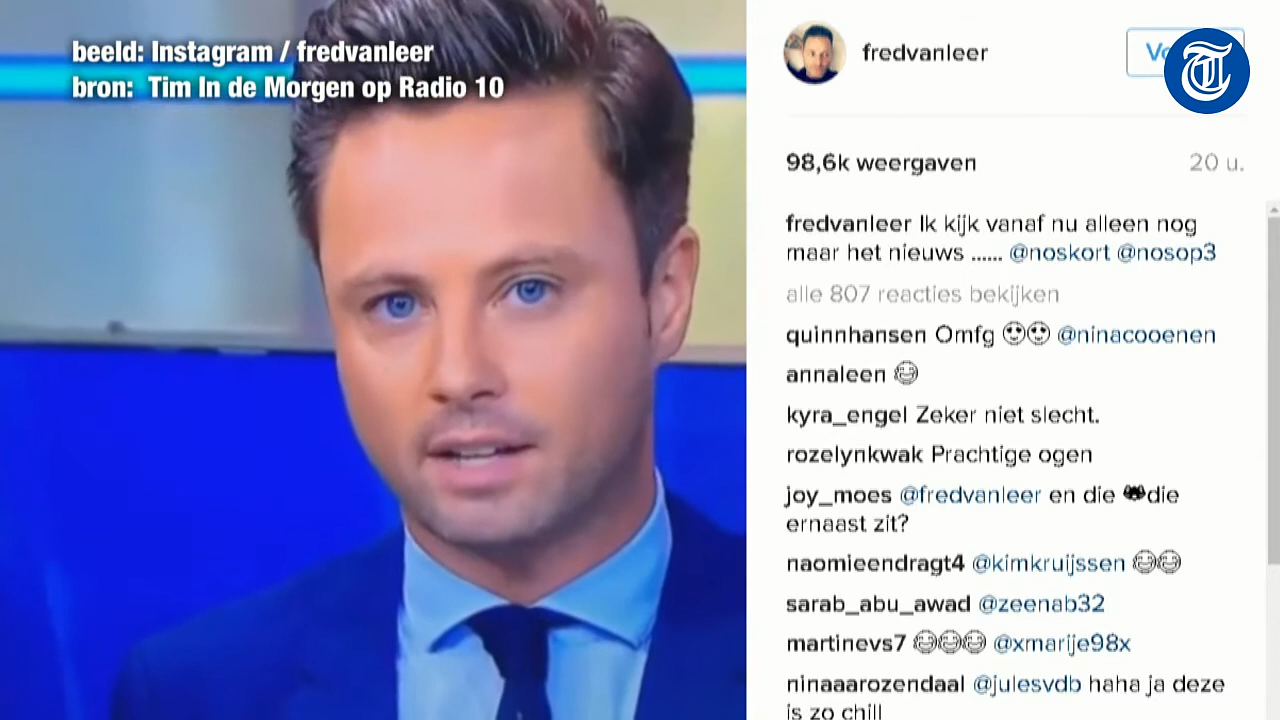 beeld: Instagram / fredvanleer
bron: Tim In de Morgen op Radio 10
fredvanleer
98,6k weergaven
20 u.
fredvanleer Ik kijk vanaf nu alleen nog
maar het nieuws ...... @noskort @nosop3
alle 807 reacties bekijken
quinnhansen Omfg 😍😍 @ninacooenen
annaleen 😂
kyra_engel Zeker niet slecht.
rozelynkwak Prachtige ogen
joy_moes @fredvanleer en die 🐱die
ernaast zit?
naomieendragt4 @kimkruijssen 😂😂
sarab_abu_awad @zeenab32
martinevs7 😂😂😂 @xmarije98x
ninaaarozendaal @julesvdb haha ja deze
is zo chill